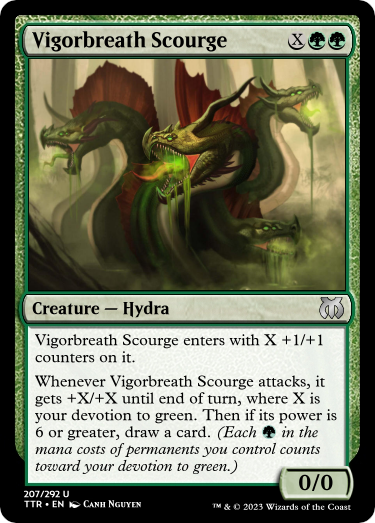 Vigorbreath Scourge X
Creature — Hydra
Vigorbreath Scourge enters with X +1/+1
counters on it.
Whenever Vigorbreath Scourge attacks, it
gets +X/+X until end of turn, where X is
your devotion to green. Then if its power is
6 or greater, draw a card. (Each in the
mana costs of permanents you control counts
toward your devotion to green.)
0/0
207/292 U
TTR • EN Canh Nguyen ™ & © 2023 Wizards of the Coast